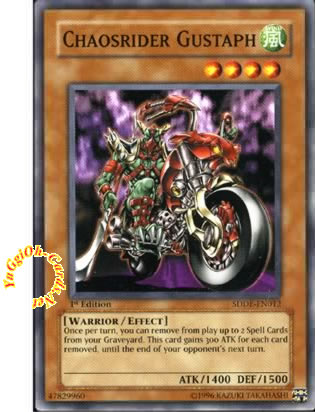 CHAOSRIDER GUSTAPH
YuGgiOh-Cards.Net
1st Edition
SDDE-EN012
[WARRIOR / EFFECT]
Once per turn, you can remove from play up to 2 Spell Cards
from your Graveyard. This card gains 300 ATK for each card
removed, until the end of your opponent's next turn.
ATK/1400 DEF/1500
47829960
©1996 KAZUKI TAKAHASHI